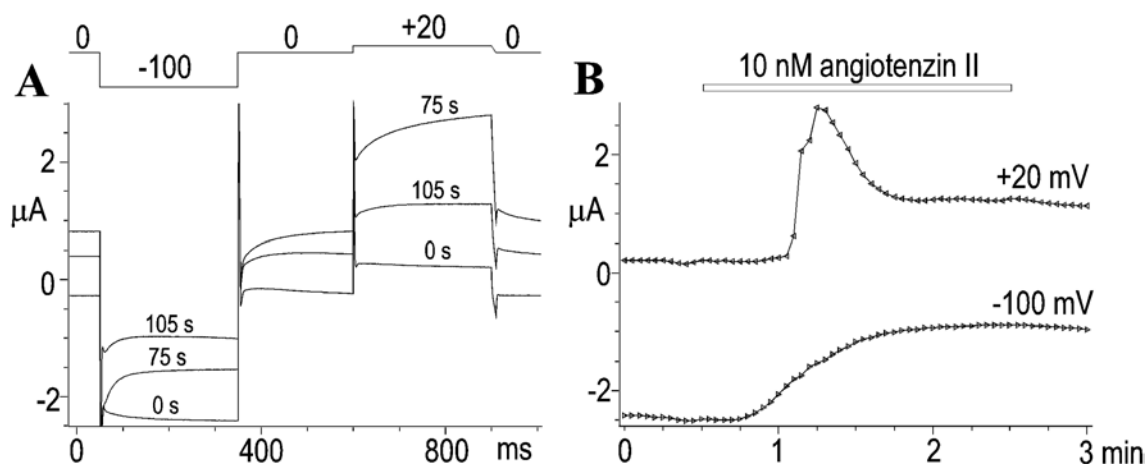 0 -100 0 +20 0
A
75 s
2
µA
105 s
0 s
0
105 s
75 s
-2
0 s
0 400 800 ms
B
10 nM angiotenzin II
2
+20 mV
µA
0
-100 mV
-2
0 1 2 3 min